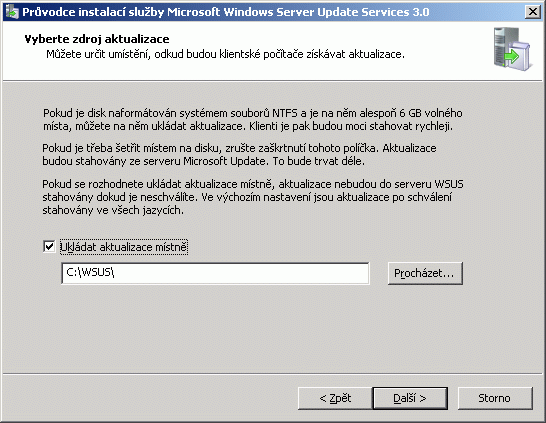 Průvodce instalací služby Microsoft Windows Server Update Services 3.0
Vyberte zdroj aktualizace
Můžete určit umístění, odkud budou klientské počítače získávat aktualizace.
Pokud je disk naformátován systémem souborů NTFS a je na něm alespoň 6 GB volného
místa, můžete na něm ukládat aktualizace. Klienti je pak budou moci stahovat rychleji.
Pokud je třeba šetřit místem na disku, zrušte zaškrtnutí tohoto políčka. Aktualizace
budou stahovány ze serveru Microsoft Update. To bude trvat déle.
Pokud se rozhodnete ukládat aktualizace místně, aktualizace nebudou do serveru WSUS
stahovány dokud je neschválíte. Ve výchozím nastavení jsou aktualizace po schválení
stahovány ve všech jazycích.
Ukládat aktualizace místně
C:\WSUS\
Procházet...
< Zpět
Další >
Storno